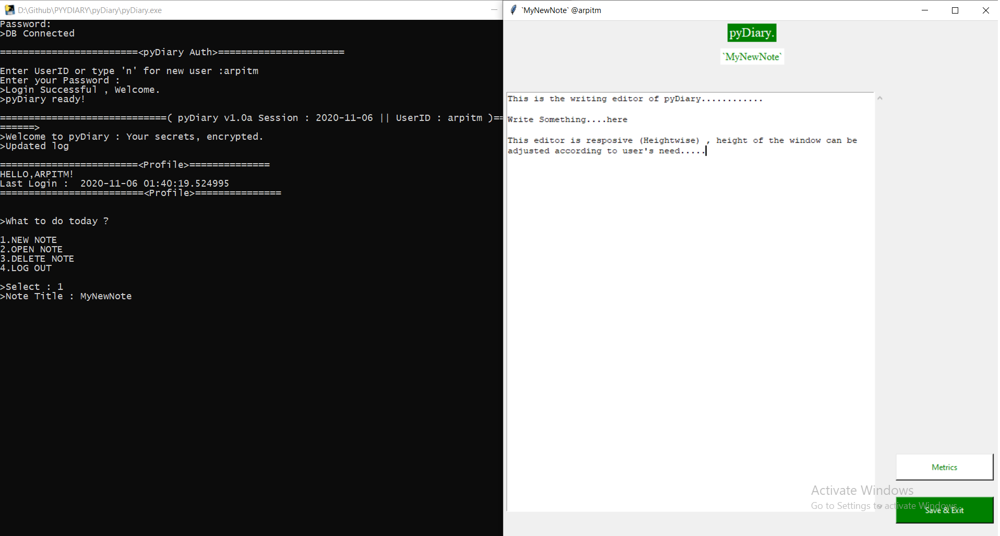 D:\Github\PYYDIARY\pyDiary\pyDiary.exe
Password:
>DB Connected
========================<pyDiary Auth>======================
Enter UserID or type 'n' for new user :arpitm
Enter your Password :
>Login Successful , Welcome.
>pyDiary ready!
=============================( pyDiary v1.0a Session : 2020-11-06 || UserID : arpitm )==
======>
>Welcome to pyDiary : Your secrets, encrypted.
>Updated log
========================<Profile>==============
HELLO,ARPITM!
Last Login :  2020-11-06 01:40:19.524995
=========================<Profile>===============
>What to do today ?
1.NEW NOTE
2.OPEN NOTE
3.DELETE NOTE
4.LOG OUT
>Select : 1
>Note Title : MyNewNote
`MyNewNote` @arpitm
pyDiary.
`MyNewNote`
This is the writing editor of pyDiary............
Write Something....here
This editor is resposive (Heightwise) , height of the window can be
adjusted according to user's need.....
Metrics
Activate Windows
Go to Settings to activate Windows.
Save & Exit